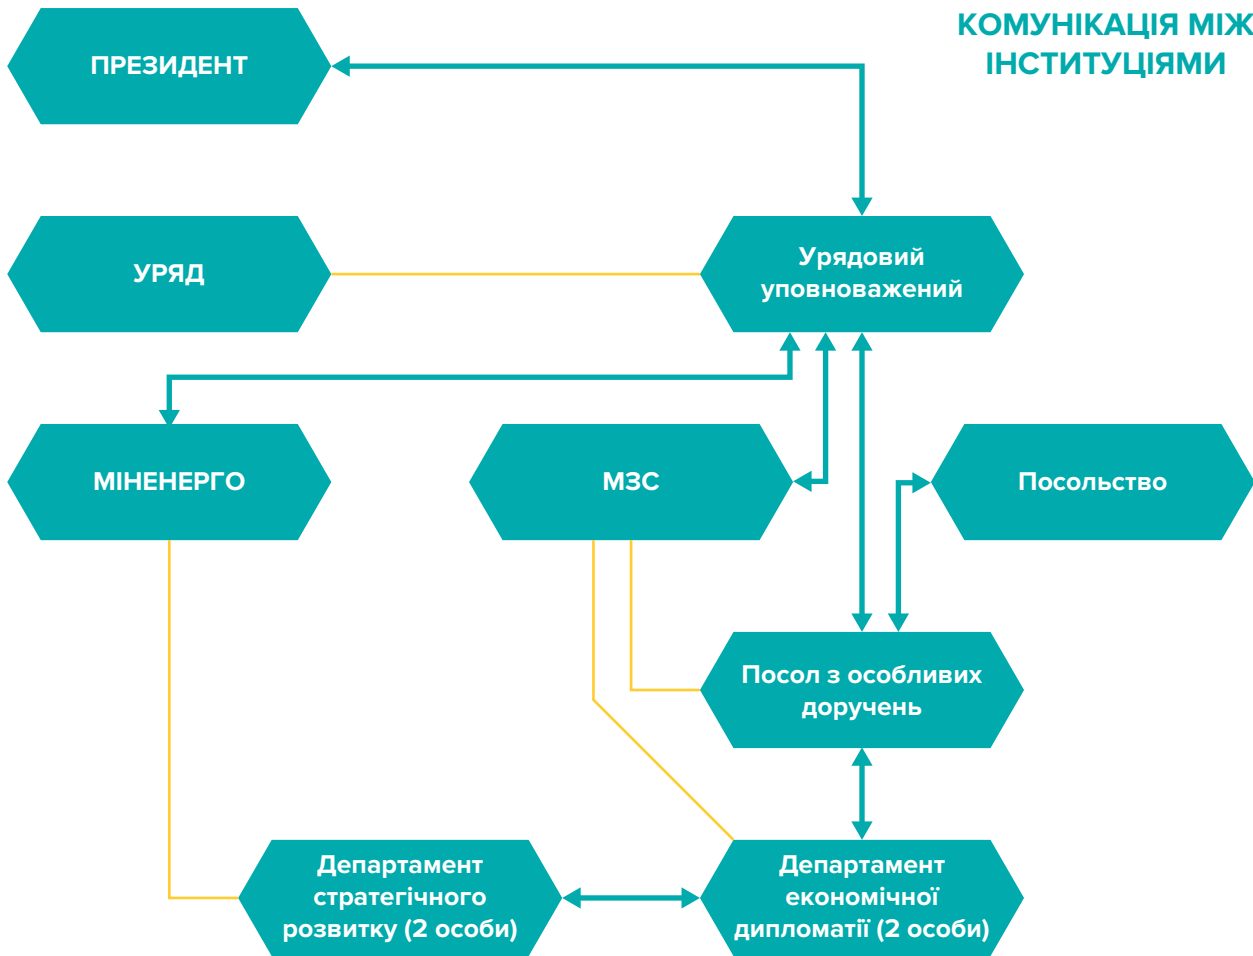 КОМУНІКАЦІЯ МІЖ
ІНСТИТУЦІЯМИ
ПРЕЗИДЕНТ
УРЯД
Урядовий
уповноважений
МІНЕНЕРГО
МЗС
Посольство
Посол з особливих
доручень
Департамент
стратегічного
розвитку (2 особи)
Департамент
економічної
дипломатії (2 особи)